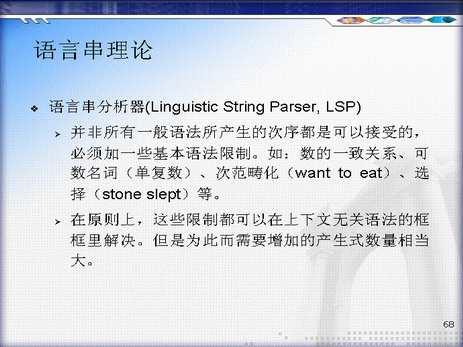 语言串理论
语言串分析器(Linguistic String Parser, LSP)
并非所有一般语法所产生的次序都是可以接受的，
必须加一些基本语法限制。如：数的一致关系、可
数名词（单复数）、次范畴化（want to eat）、选
择（stone slept）等。
在原则上，这些限制都可以在上下文无关语法的框
框里解决。但是为此而需要增加的产生式数量相当
大。
68